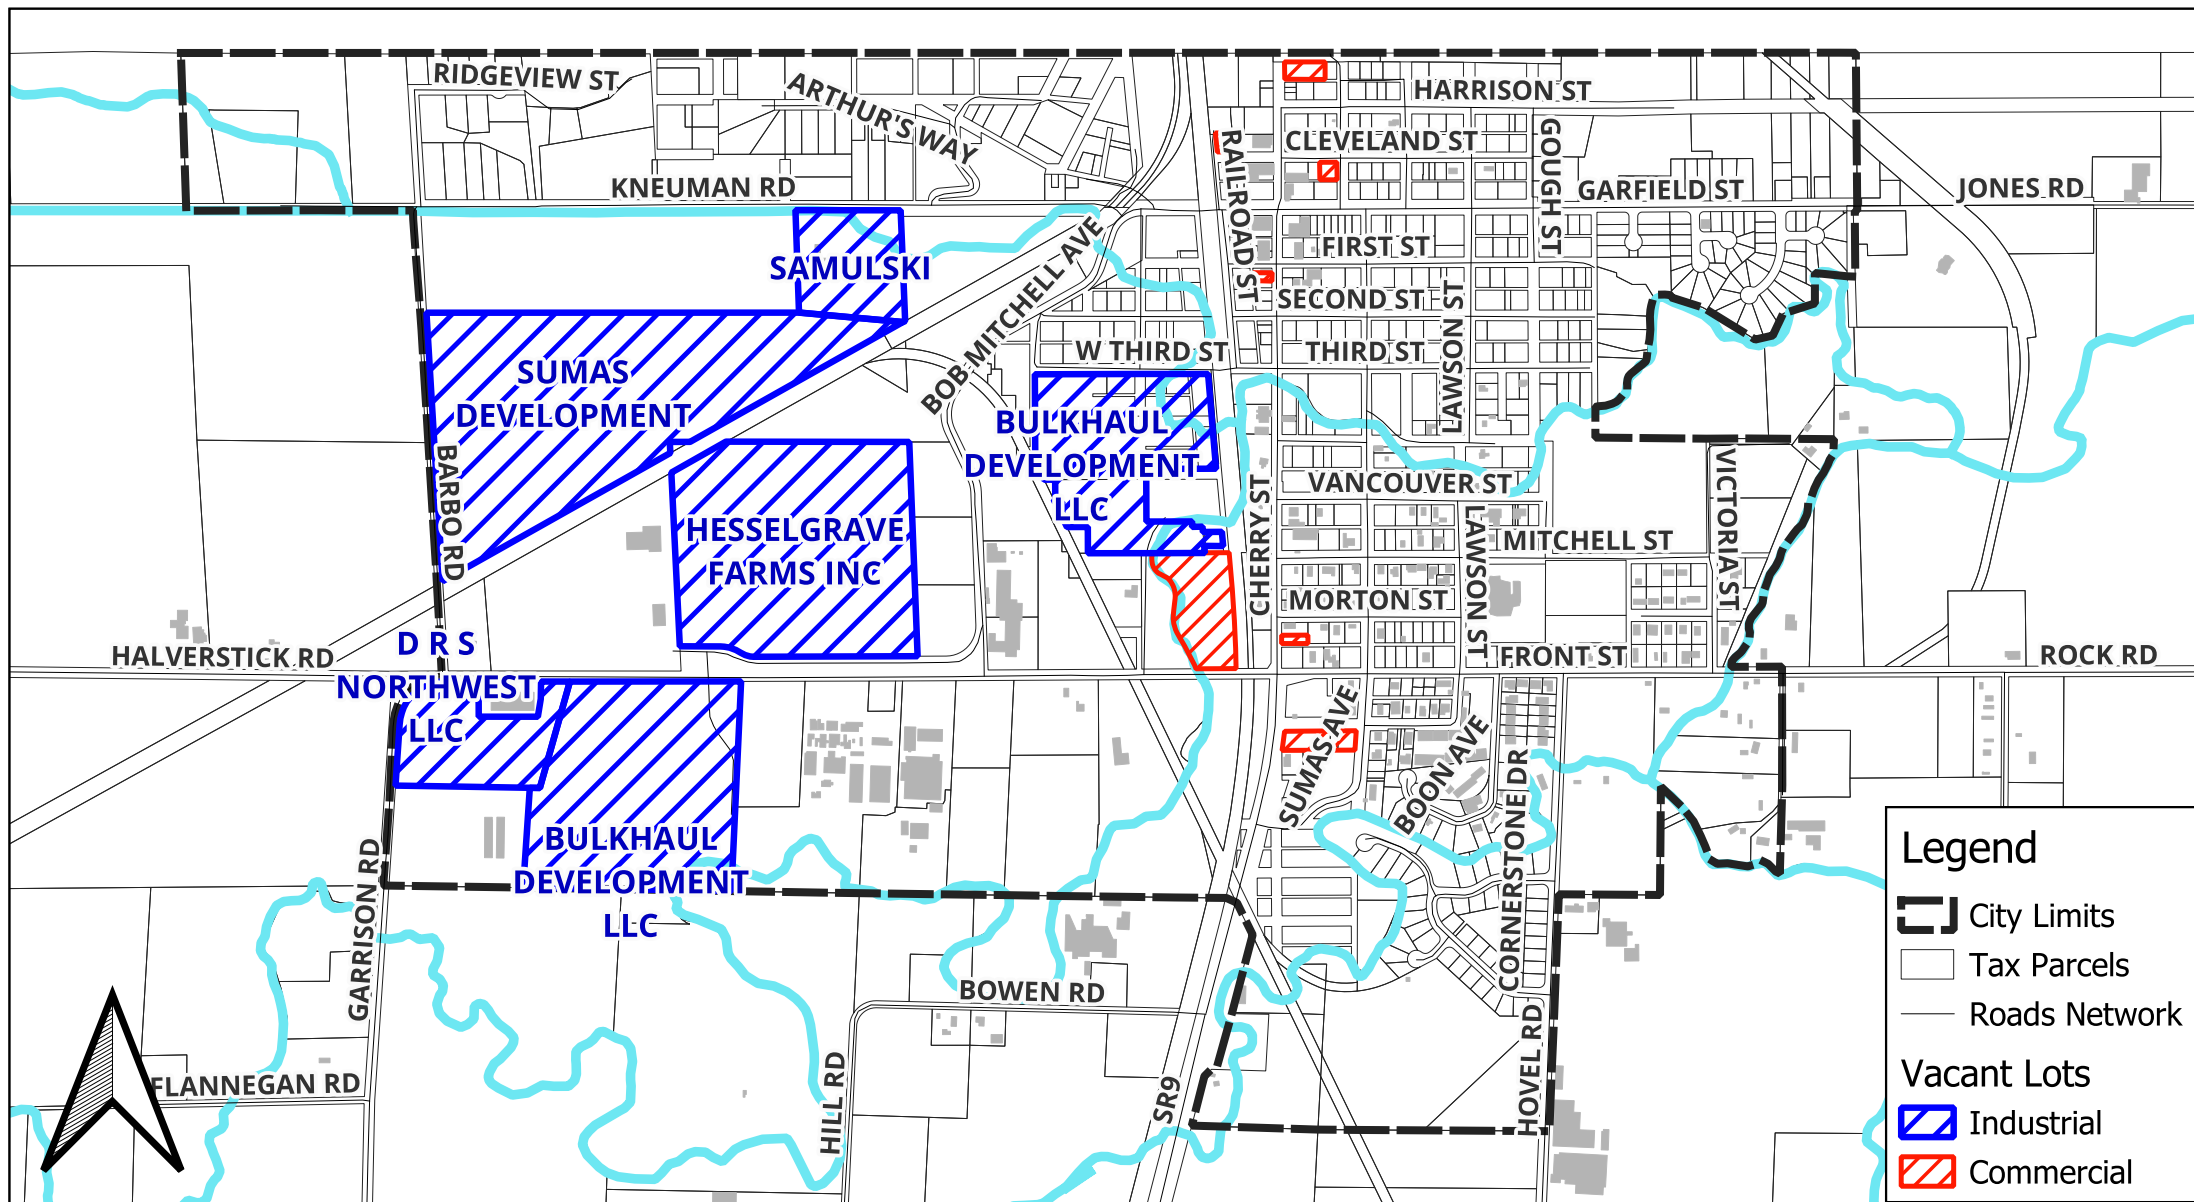 RIDGEVIEW ST
ARTHUR'S WAY
HARRISON ST
CLEVELAND ST
GOUGH ST
RAILROAD ST
KNEUMAN RD
GARFIELD ST
JONES RD
FIRST ST
SAMULSKI
BOB MITCHELL AVE
SECOND ST
LAWSON ST
W THIRD ST
THIRD ST
SUMAS
DEVELOPMENT
BULKHAUL
DEVELOPMENT
LLC
BARBO RD
VANCOUVER ST
VICTORIA ST
CHERRY ST
HESSELGRAVE
FARMS INC
LAWSON ST
MITCHELL ST
MORTON ST
D R S
NORTHWEST
LLC
HALVERSTICK RD
FRONT ST
ROCK RD
SUMAS AVE
BOON AVE
CORNERSTONE DR
BULKHAUL
DEVELOPMENT
LLC
GARRISON RD
BOWEN RD
FLANNEGAN RD
HILL RD
SR9
HOVEL RD
Legend
City Limits
Tax Parcels
Roads Network
Vacant Lots
Industrial
Commercial